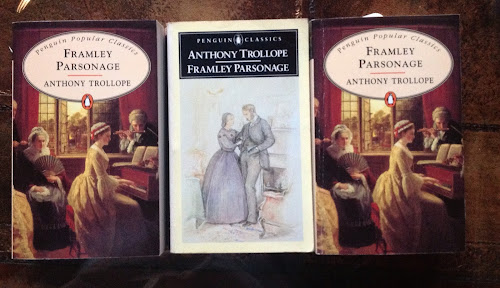 Penguin Popular Classics
FRAMLEY
PARSONAGE
ANTHONY TROLLOPE
PENGUIN CLASSICS
ANTHONY TROLLOPE
FRAMLEY PARSONAGE
Penguin Popular Classics
FRAMLEY
PARSONAGE
ANTHONY TROLLOPE